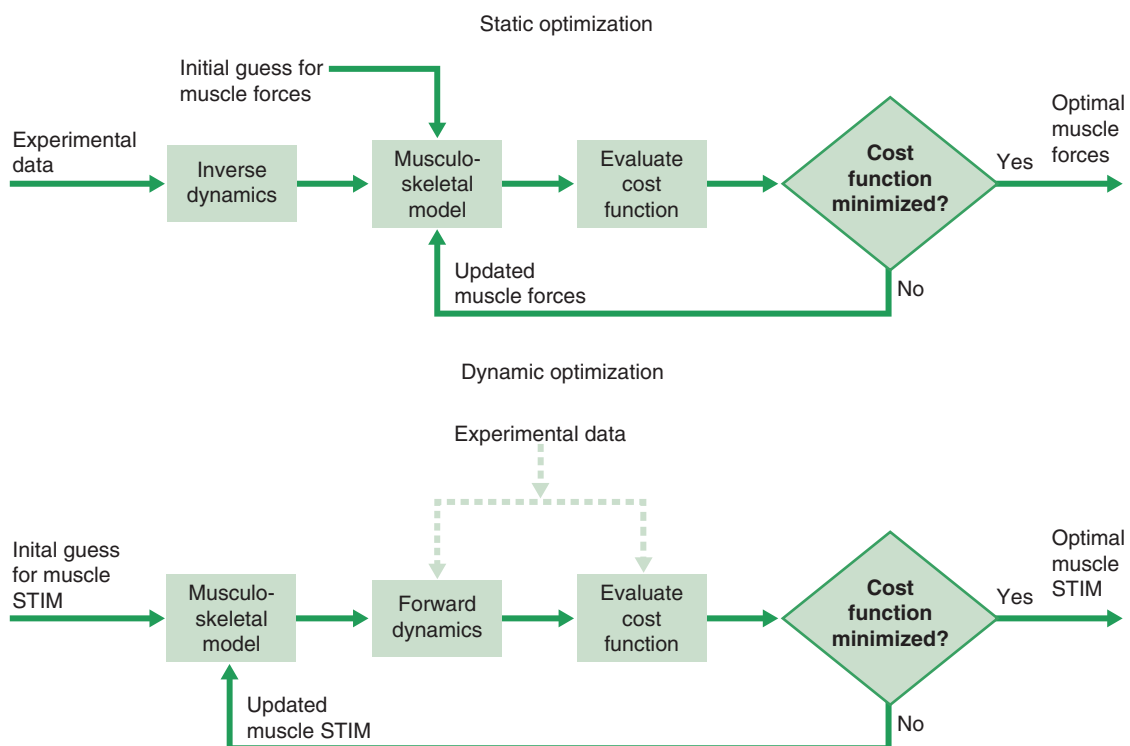 Static optimization
Initial guess for
muscle forces
Experimental
data
Inverse
dynamics
Musculo-
skeletal
model
Evaluate
cost
function
Cost
function
minimized?
Yes
Optimal
muscle
forces
Updated
muscle forces
No
Dynamic optimization
Experimental data
Inital guess
for muscle
STIM
Musculo-
skeletal
model
Forward
dynamics
Evaluate
cost
function
Cost
function
minimized?
Yes
Optimal
muscle
STIM
Updated
muscle STIM
No